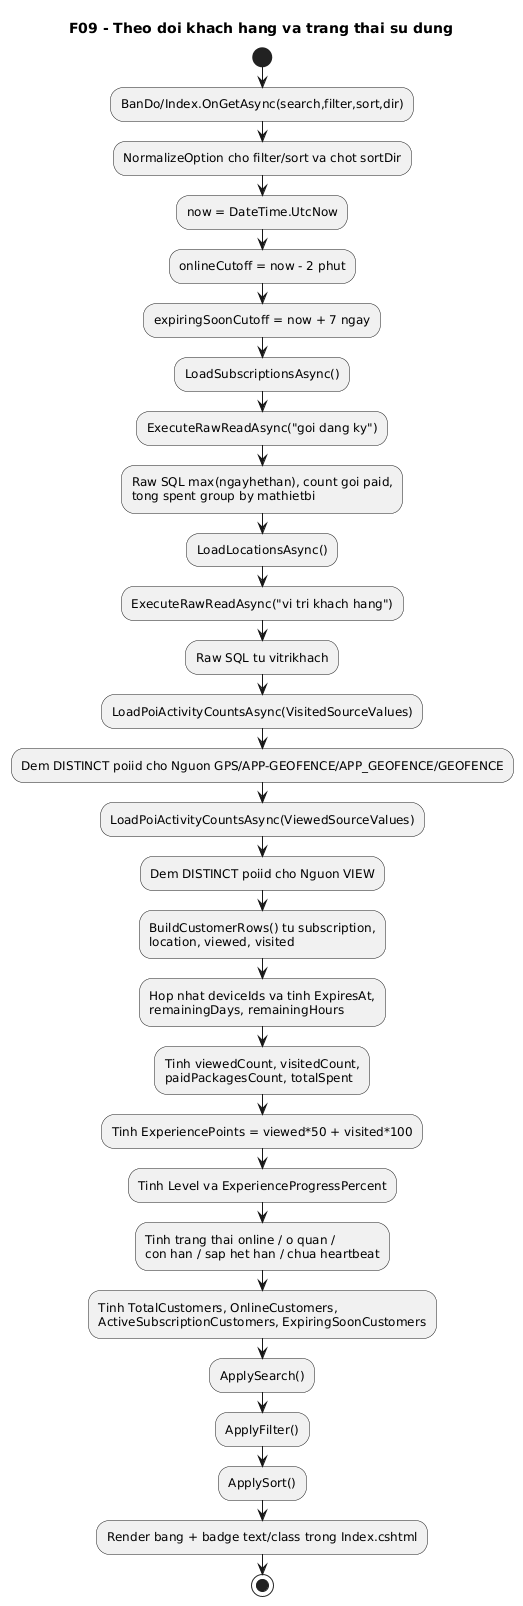 F09 - Theo doi khach hang va trang thai su dung
BanDo/Index.OnGetAsync(search,filter,sort,dir)
NormalizeOption cho filter/sort va chot sortDir
now = DateTime.UtcNow
onlineCutoff = now - 2 phut
expiringSoonCutoff = now + 7 ngay
LoadSubscriptionsAsync()
ExecuteRawReadAsync("goi dang ky")
Raw SQL max(ngayhethan), count goi paid,
tong spent group by mathietbi
LoadLocationsAsync()
ExecuteRawReadAsync("vi tri khach hang")
Raw SQL tu vitrikhach
LoadPoiActivityCountsAsync(VisitedSourceValues)
Dem DISTINCT poiid cho Nguon GPS/APP-GEOFENCE/APP_GEOFENCE/GEOFENCE
LoadPoiActivityCountsAsync(ViewedSourceValues)
Dem DISTINCT poiid cho Nguon VIEW
BuildCustomerRows() tu subscription,
location, viewed, visited
Hop nhat deviceIds va tinh ExpiresAt,
remainingDays, remainingHours
Tinh viewedCount, visitedCount,
paidPackagesCount, totalSpent
Tinh ExperiencePoints = viewed*50 + visited*100
Tinh Level va ExperienceProgressPercent
Tinh trang thai online / o quan /
con han / sap het han / chua heartbeat
Tinh TotalCustomers, OnlineCustomers,
ActiveSubscriptionCustomers, ExpiringSoonCustomers
ApplySearch()
ApplyFilter()
ApplySort()
Render bang + badge text/class trong Index.cshtml